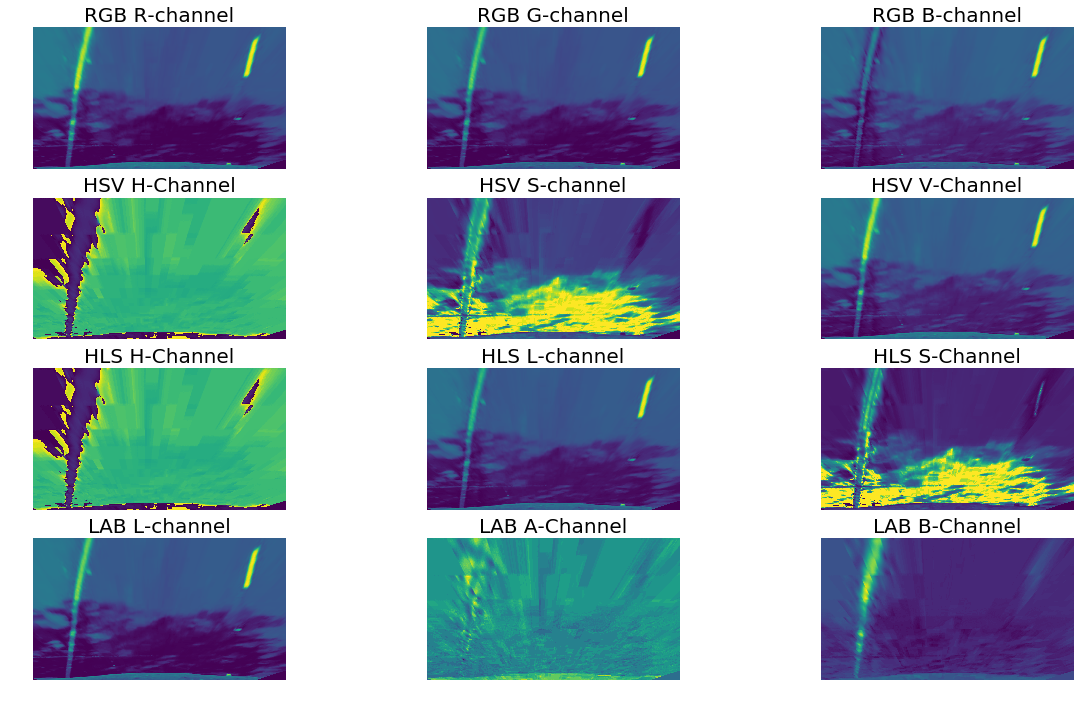 RGB R-channel
RGB G-channel
RGB B-channel
HSV H-Channel
HSV S-channel
HSV V-Channel
HLS H-Channel
HLS L-channel
HLS S-Channel
LAB L-channel
LAB A-Channel
LAB B-Channel